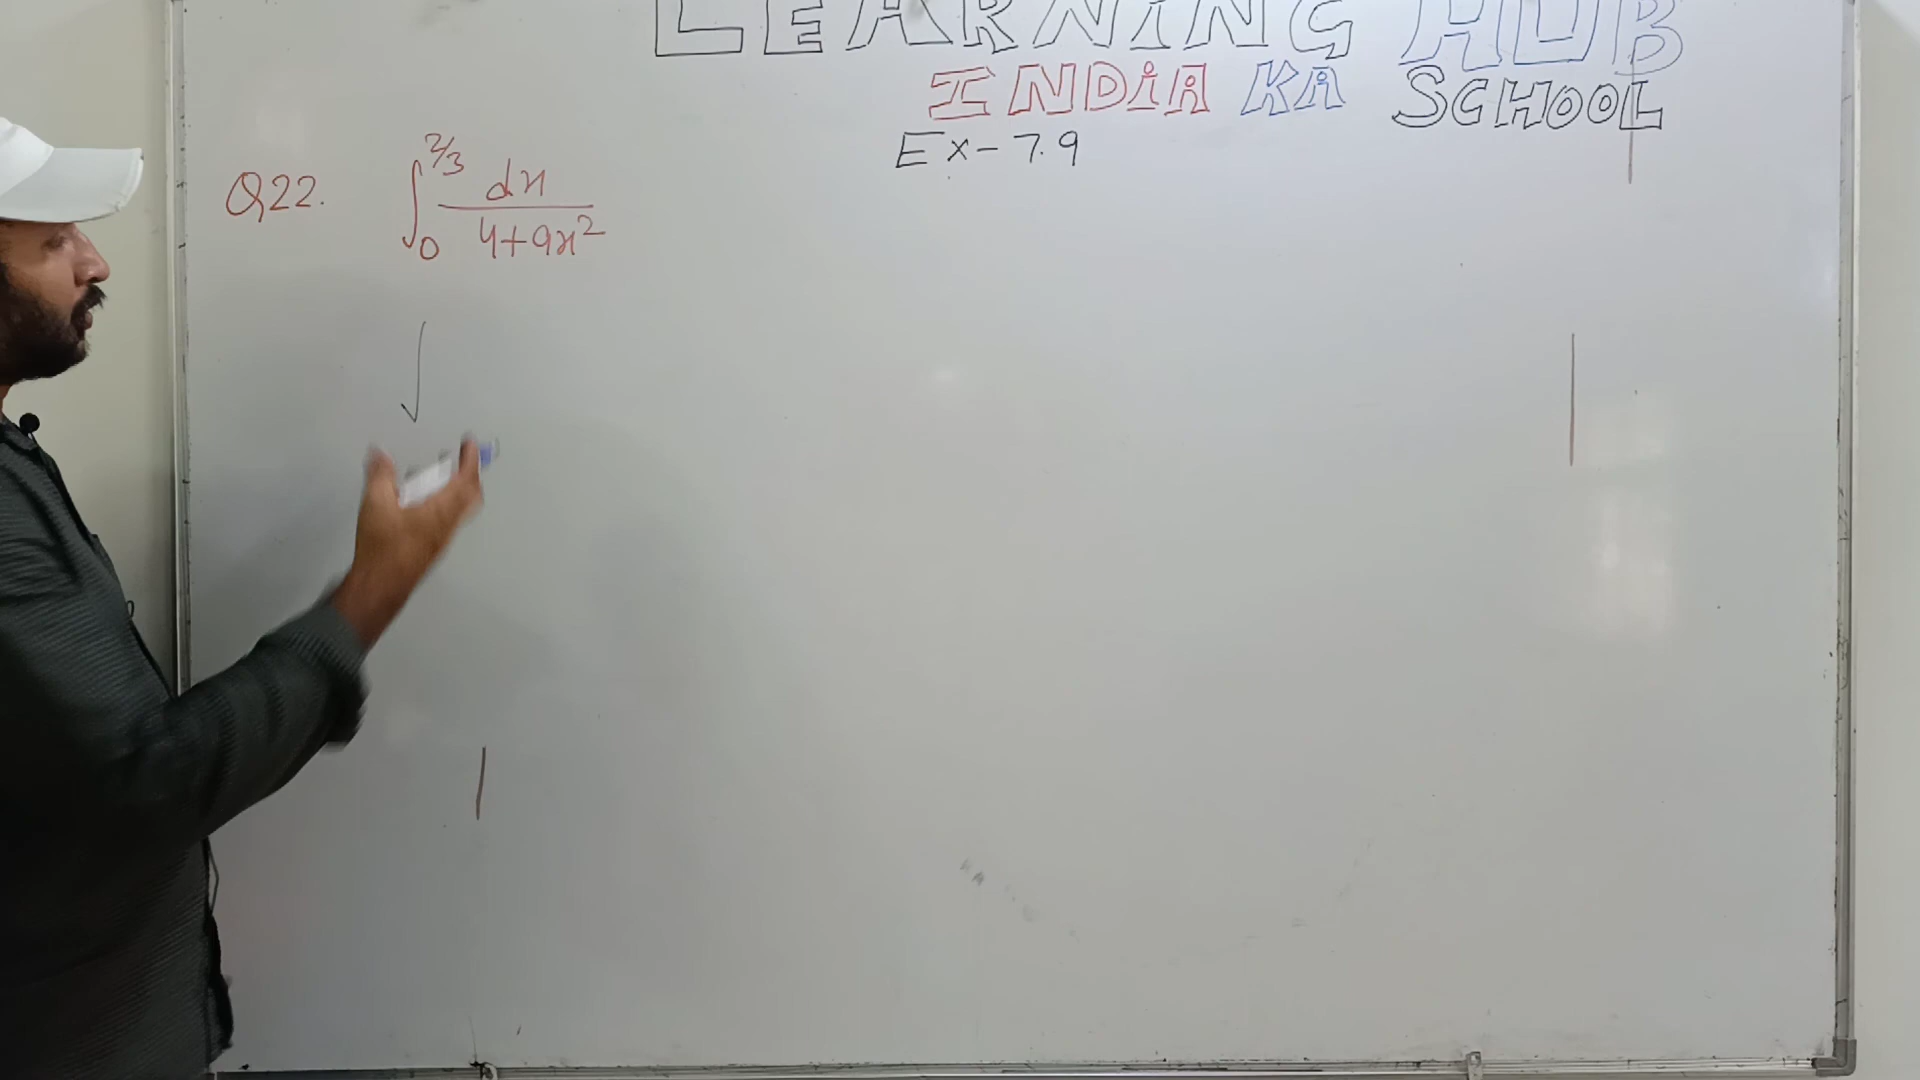 LEARNING HUB
INDIA KA SCHOOL
Ex-7.9
Q22. ∫₀^{2/3} dx/(4+9x²)